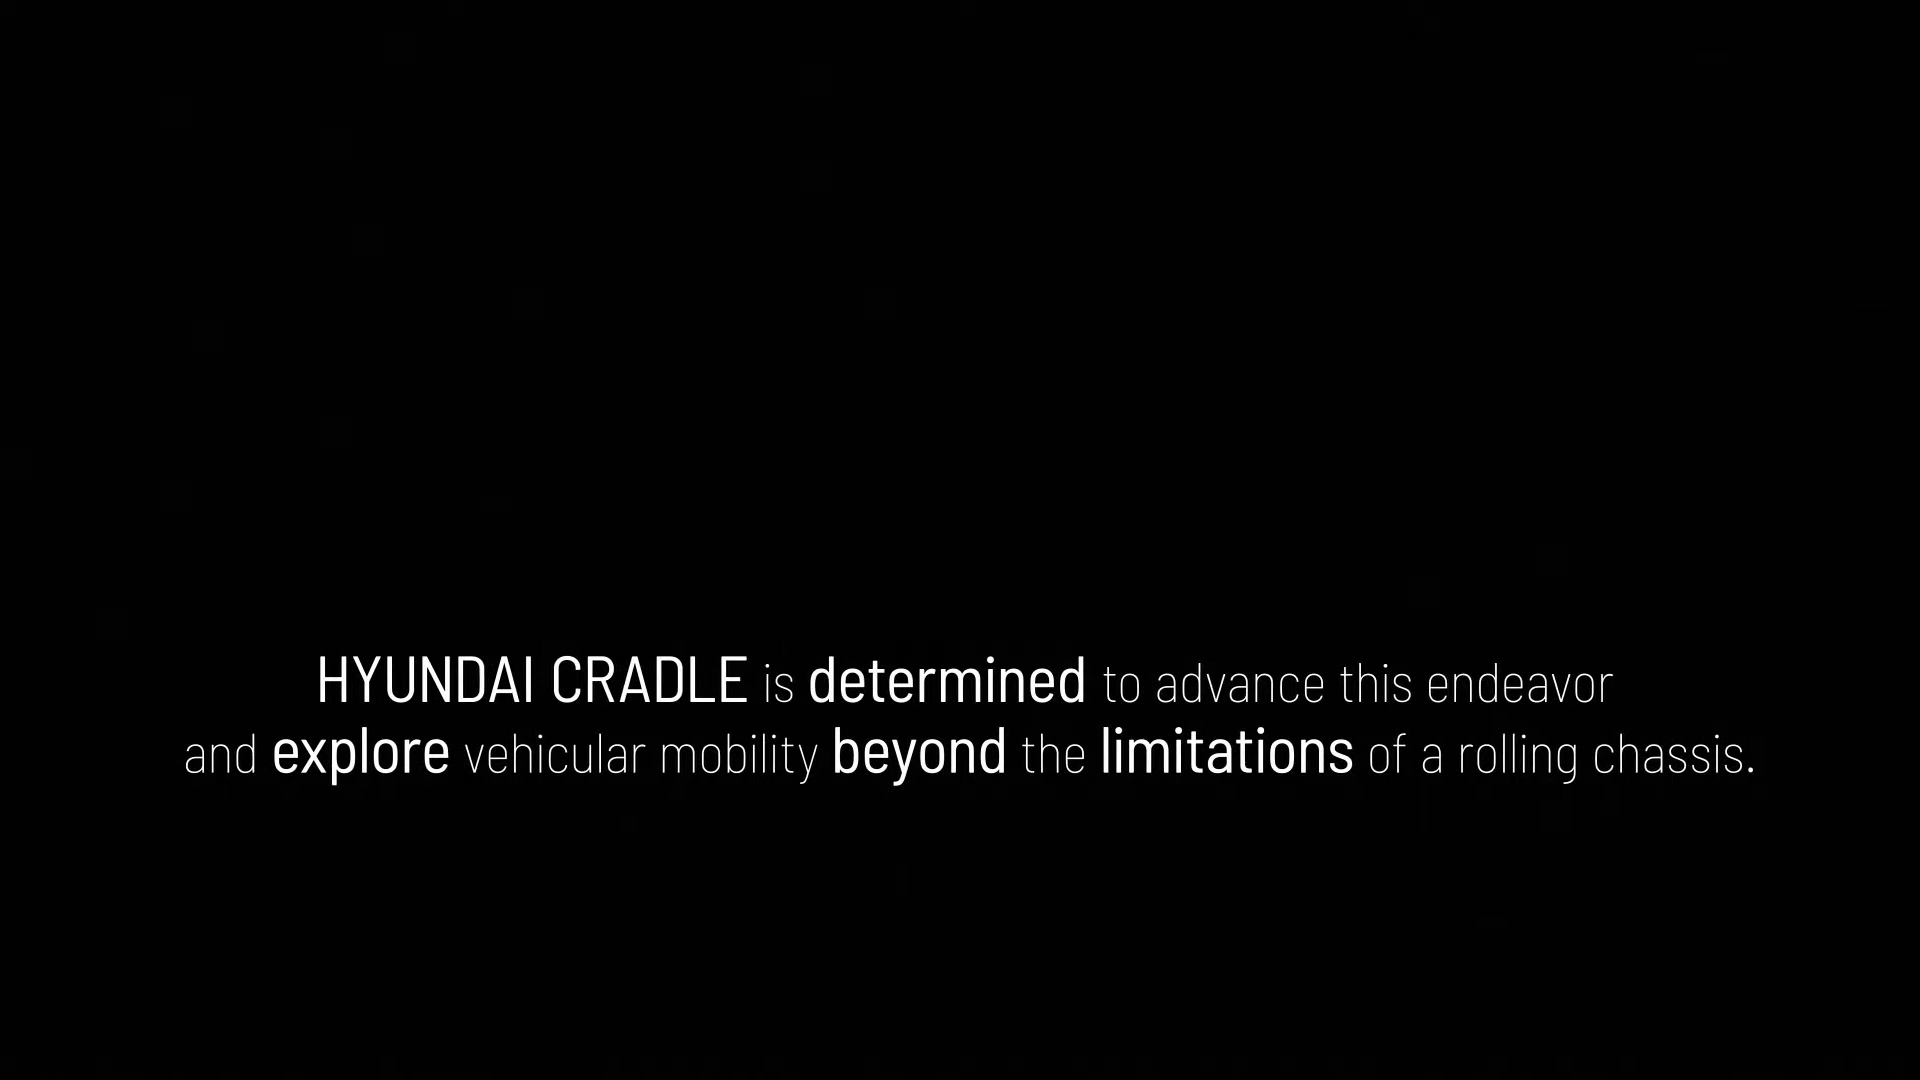 HYUNDAI CRADLE is determined to advance this endeavor
and explore vehicular mobility beyond the limitations of a rolling chassis.